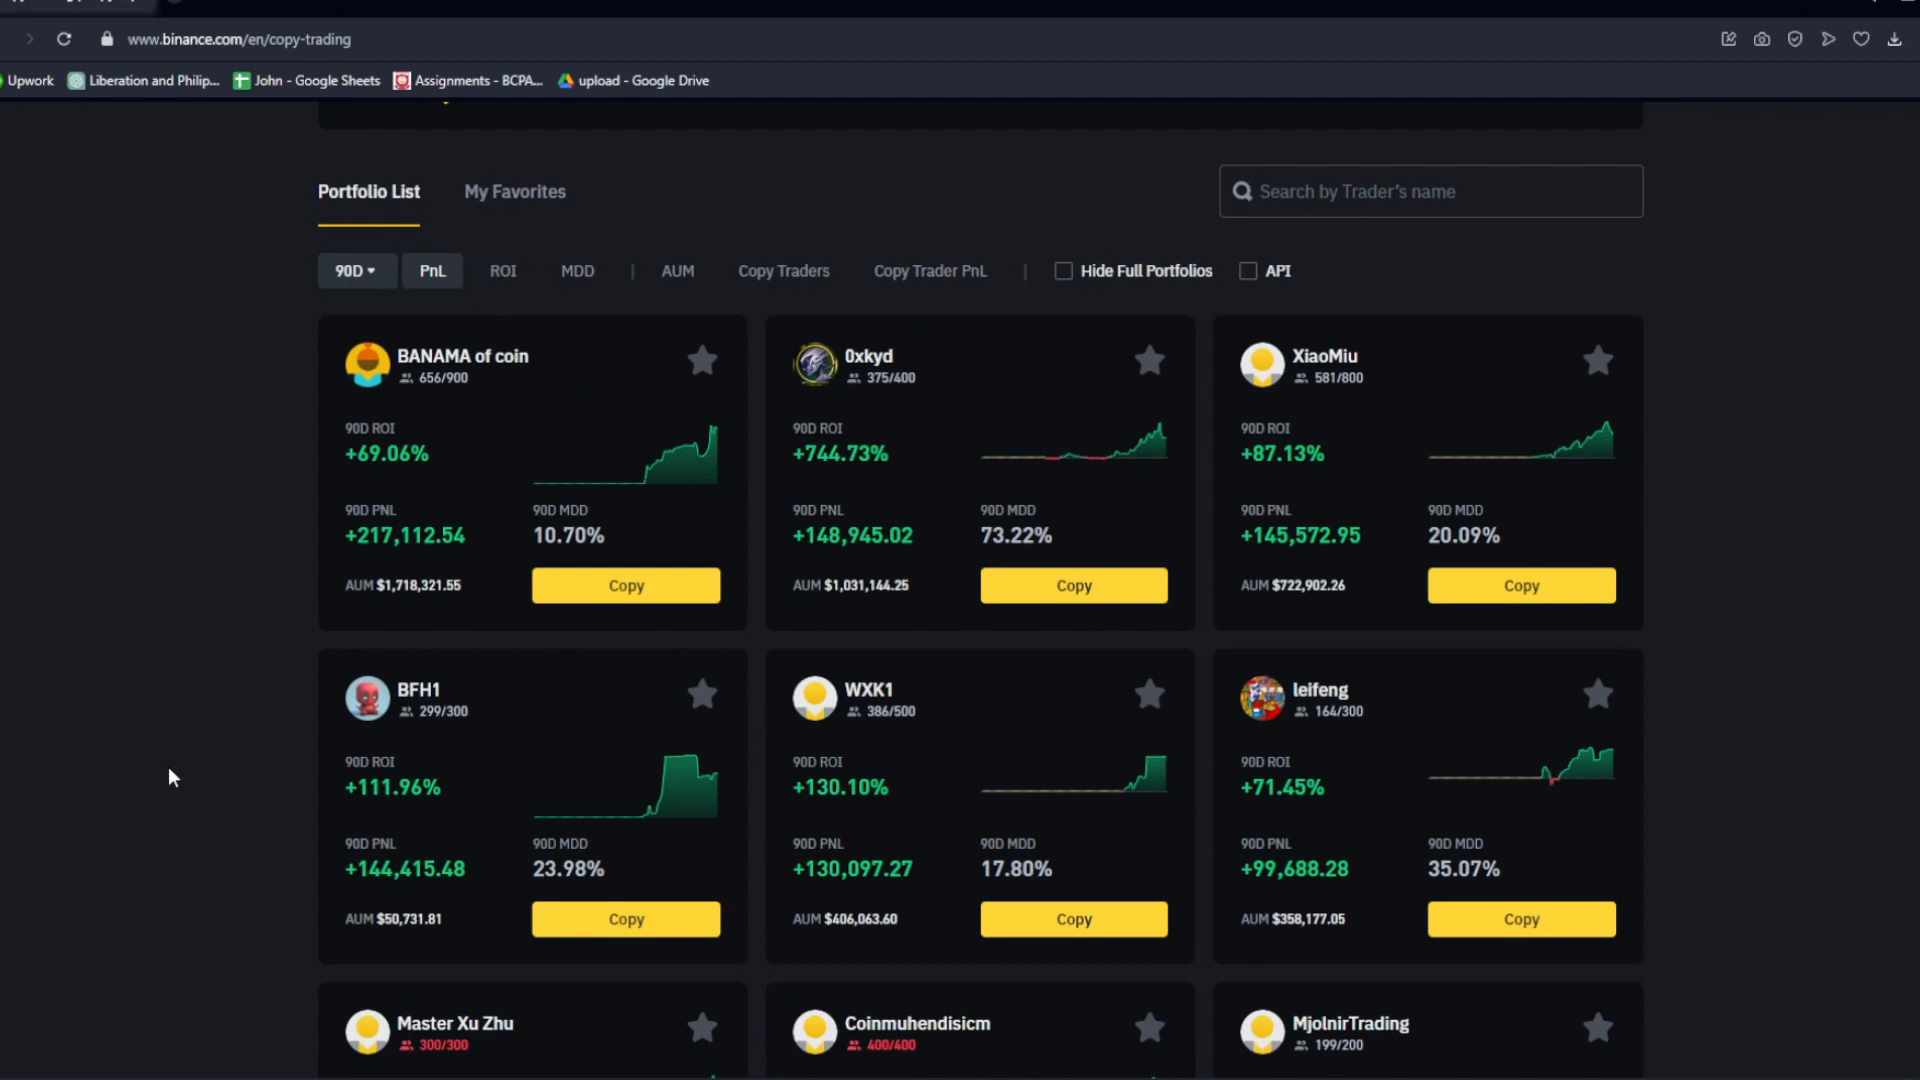 www.binance.com/en/copy-trading
Upwork Liberation and Philip... John - Google Sheets Assignments - BCPA... upload - Google Drive
Portfolio List My Favorites Search by Trader's name
90D PnL ROI MDD | AUM Copy Traders Copy Trader PnL | Hide Full Portfolios API
BANAMA of coin
656/900
90D ROI
+69.06%
90D PNL 90D MDD
+217,112.54 10.70%
AUM $1,718,321.55 Copy
0xkyd
375/400
90D ROI
+744.73%
90D PNL 90D MDD
+148,945.02 73.22%
AUM $1,031,144.25 Copy
XiaoMiu
581/800
90D ROI
+87.13%
90D PNL 90D MDD
+145,572.95 20.09%
AUM $722,902.26 Copy
BFH1
299/300
90D ROI
+111.96%
90D PNL 90D MDD
+144,415.48 23.98%
AUM $50,731.81 Copy
WXK1
386/500
90D ROI
+130.10%
90D PNL 90D MDD
+130,097.27 17.80%
AUM $406,063.60 Copy
leifeng
164/300
90D ROI
+71.45%
90D PNL 90D MDD
+99,688.28 35.07%
AUM $358,177.05 Copy
Master Xu Zhu
300/300
Coinmuhendisicm
400/400
MjolnirTrading
199/200